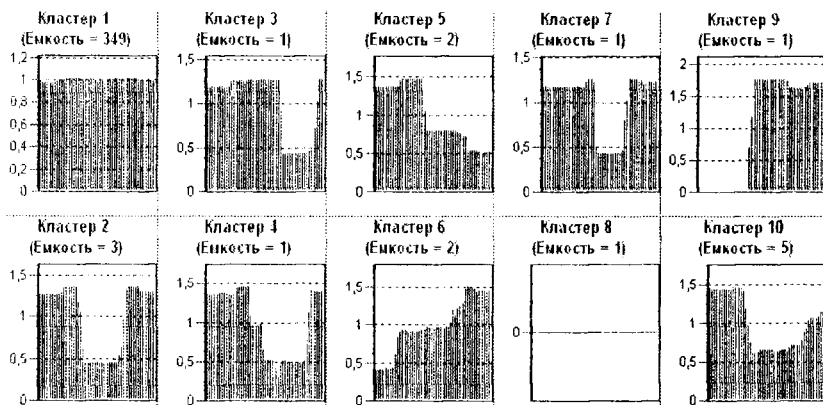 Кластер 1
(Емкость = 349)
1,2
1
0,8
0,6
0,4
0,2
0
Кластер 3
(Емкость = 1)
1,5
1
0,5
0
Кластер 5
(Емкость = 2)
1,5
1
0,5
0
Кластер 7
(Емкость = 1)
1,5
1
0,5
0
Кластер 9
(Емкость = 1)
2
1,5
1
0,5
0
Кластер 2
(Емкость = 3)
1,5
1
0,5
0
Кластер 4
(Емкость = 1)
1,5
1
0,5
0
Кластер 6
(Емкость = 2)
1,5
1
0,5
0
Кластер 8
(Емкость = 1)
0
Кластер 10
(Емкость = 5)
1,5
1
0,5
0